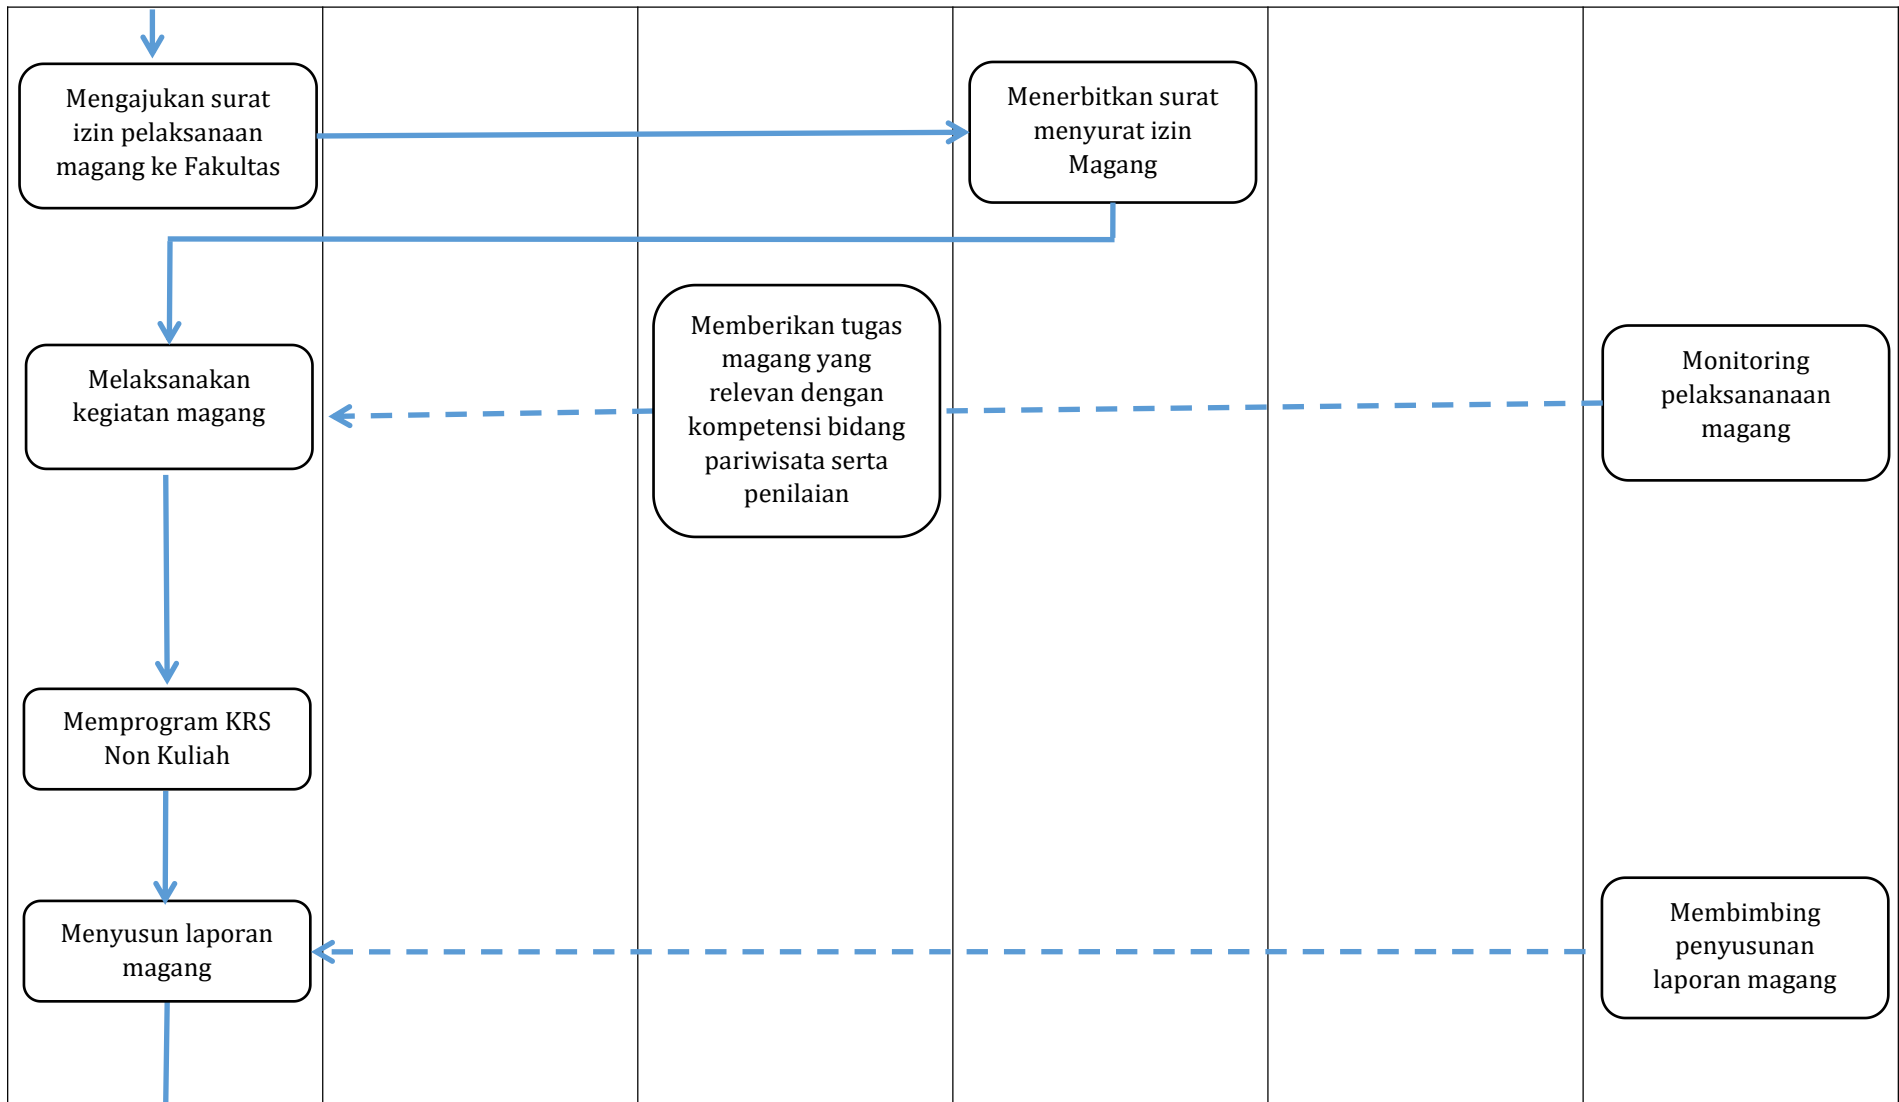 Mengajukan surat
izin pelaksanaan
magang ke Fakultas
Menerbitkan surat
menyurat izin
Magang
Melaksanakan
kegiatan magang
Memberikan tugas
magang yang
relevan dengan
kompetensi bidang
pariwisata serta
penilaian
Monitoring
pelaksananaan
magang
Memprogram KRS
Non Kuliah
Menyusun laporan
magang
Membimbing
penyusunan
laporan magang